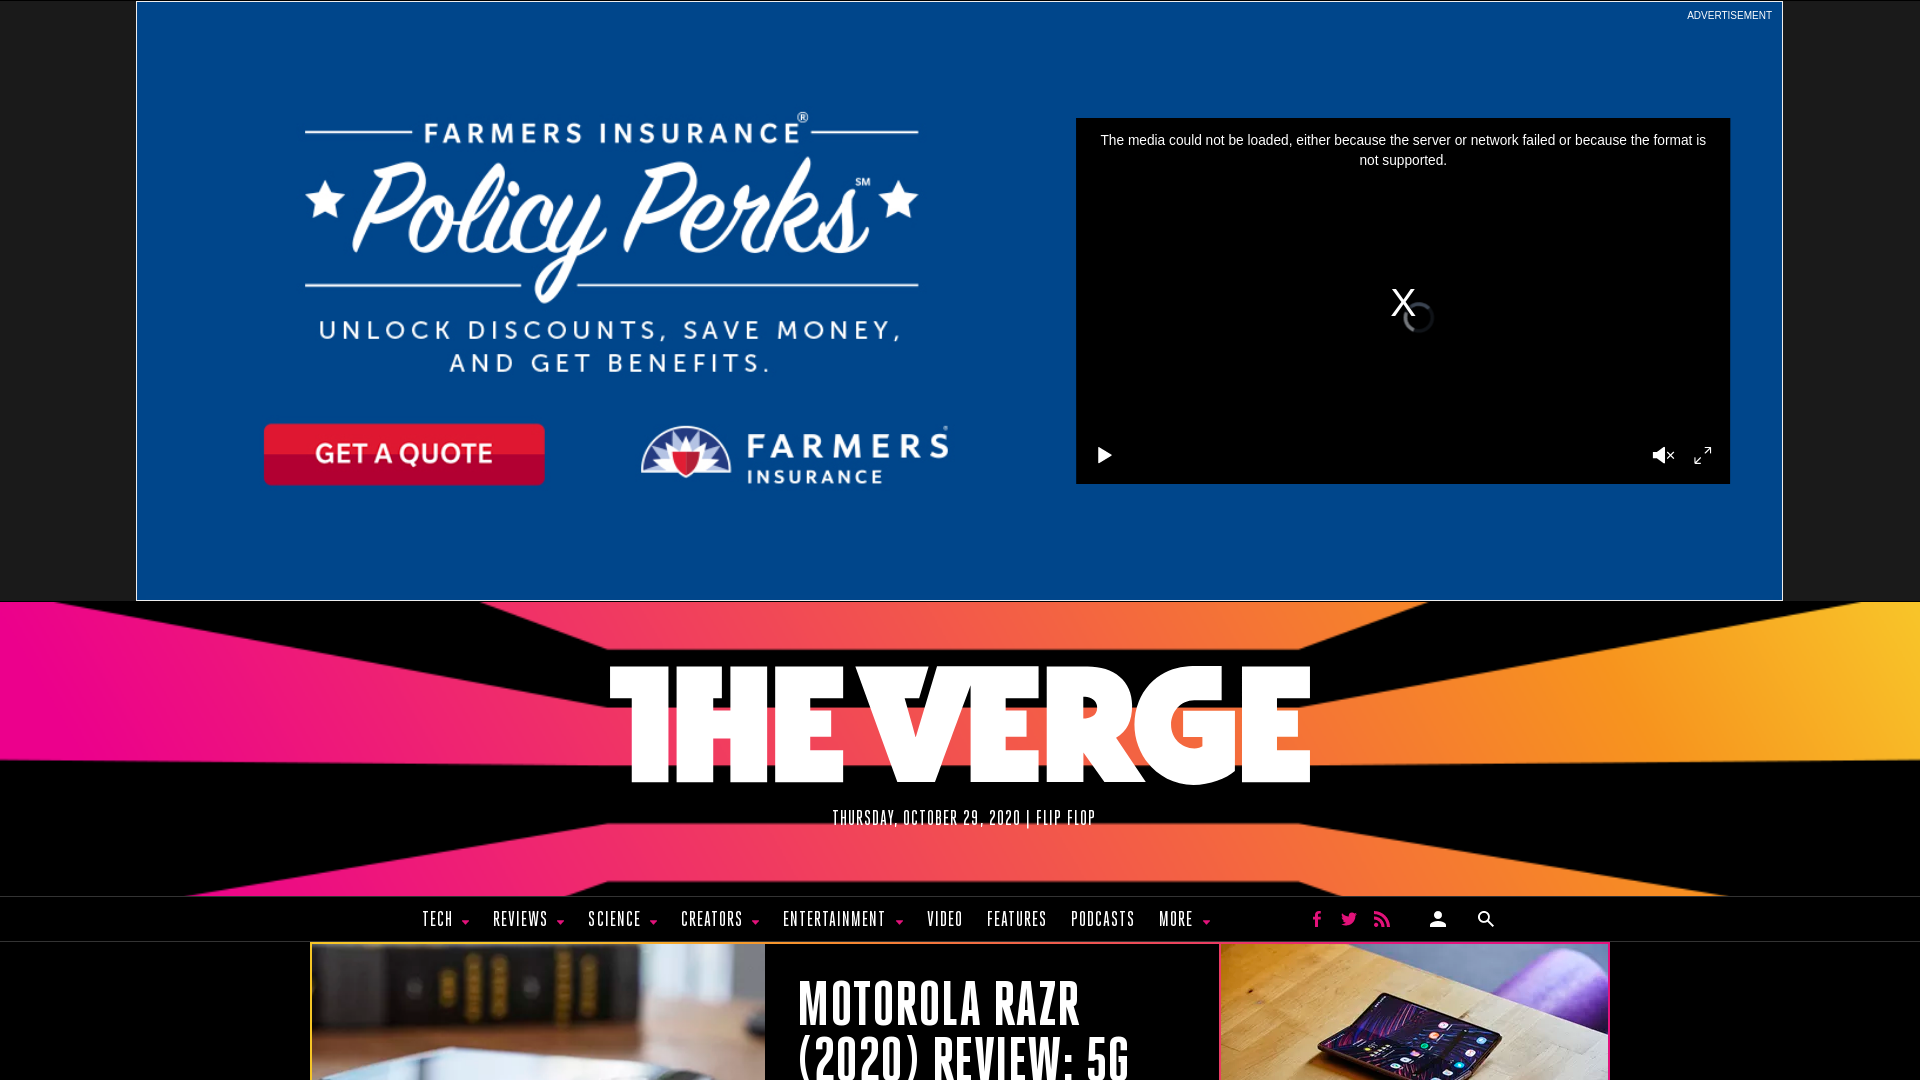 ADVERTISEMENT
FARMERS INSURANCE®
Policy Perks℠
UNLOCK DISCOUNTS, SAVE MONEY,
AND GET BENEFITS.
GET A QUOTE
FARMERS®
INSURANCE
The media could not be loaded, either because the server or network failed or because the format is
not supported.
X
THE VERGE
THURSDAY, OCTOBER 29, 2020 | FLIP FLOP
TECH REVIEWS SCIENCE CREATORS ENTERTAINMENT VIDEO FEATURES PODCASTS MORE
MOTOROLA RAZR
(2020) REVIEW: 5G